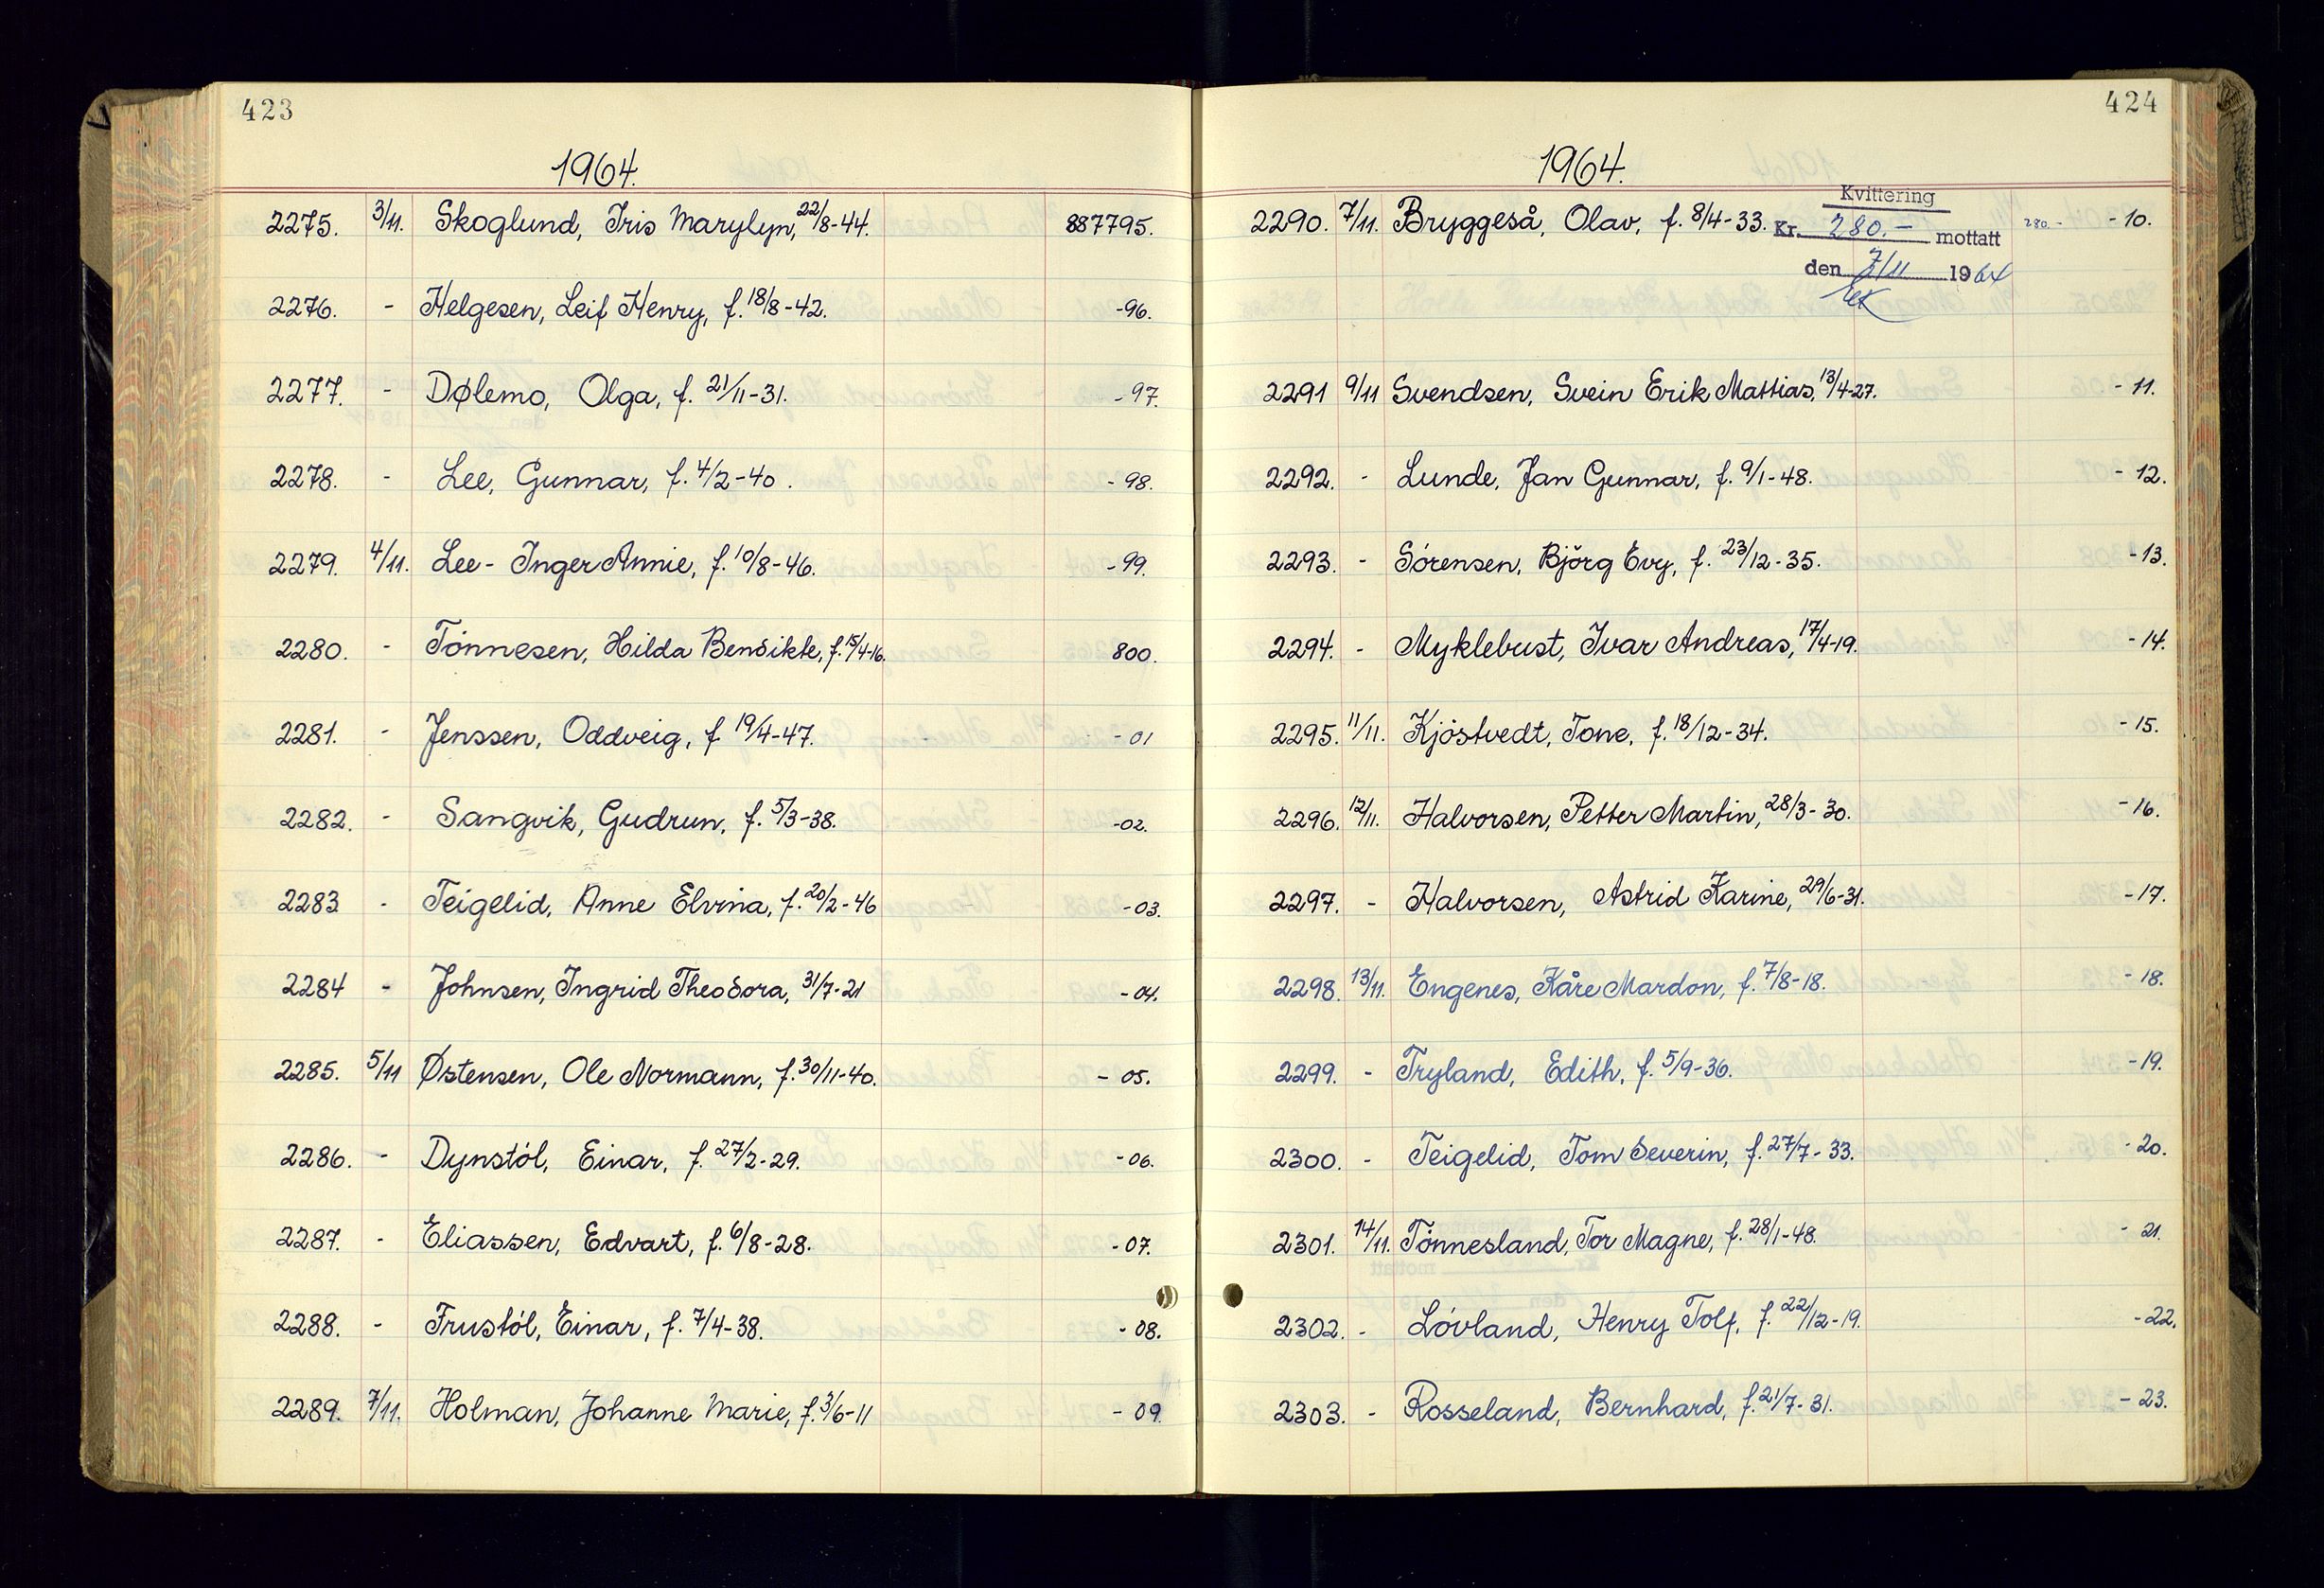 423
1964.
2275. 3/11. Skoglund, Iris Marylyn, 22/8-44. 887795.
2276. - Helgesen, Leif Henry, f. 18/8-42. -96.
2277. - Dølemo, Olga, f. 21/11-31. -97.
2278. - Lee, Gunnar, f. 4/2-40. -98.
2279. 4/11. Lee- Inger Annie, f. 10/8-46. -99.
2280. - Tónnesen, Hilda Bendikte, f. 15/4-16. 800.
2281. - Jenssen, Oddveig, f 19/4-47. -01
2282. - Sangvik, Gudrun, f. 5/3-38. -02.
2283 - Teigelid, Anne Elvina, f. 20/2-46 -03.
2284 - Johnsen, Ingrid Theodora, 31/7-21 -04.
2285. 5/11 Østensen, Ole Normann, f. 30/11-40. -05.
2286. - Dynstól, Einar, f. 27/2-29. -06.
2287. - Eliassen, Edvart, f. 6/8-28. -07.
2288. - Frustól, Einar, f. 7/4-38. -08.
2289. 7/11. Holman, Johanne Marie, f. 3/6-11 -09.
424
1964.
Kvittering
2290. 7/11. Bryggeså, Olav, f. 8/4-33. Kr. 280.- mottatt 280.- -10.
den 7/11 1964
2291 9/11 Svendsen, Svein Erik Mattias, 13/4-27. -11.
2292. - Lunde, Jan Gunnar, f. 9/1-48. -12.
2293. - Sórensen, Bjőrg Evy, f. 23/12-35. -13.
2294. - Myklebust, Ivar Andreas, 17/4-19. -14.
2295. 11/11. Kjóstvedt, Tone, f. 18/12-34. -15.
2296. 12/11. Halvorsen, Petter Martin, 28/3-30. -16.
2297. - Halvorsen, Astrid Karine, 29/6-31. -17.
2298. 13/11. Engenes, Kåre Mardon, f. 7/8-18. -18.
2299. - Tryland, Edith, f. 5/9-36. -19.
2300. - Teigelid, Tom Severin, f. 27/7-33. -20.
2301. 14/11. Tónnesland, Tor Magne, f. 28/1-48. -21.
2302. - Lóvland, Henry Tolf, f. 22/12-19. -22.
2303. - Rosseland, Bernhard, f. 21/7-31. -23.